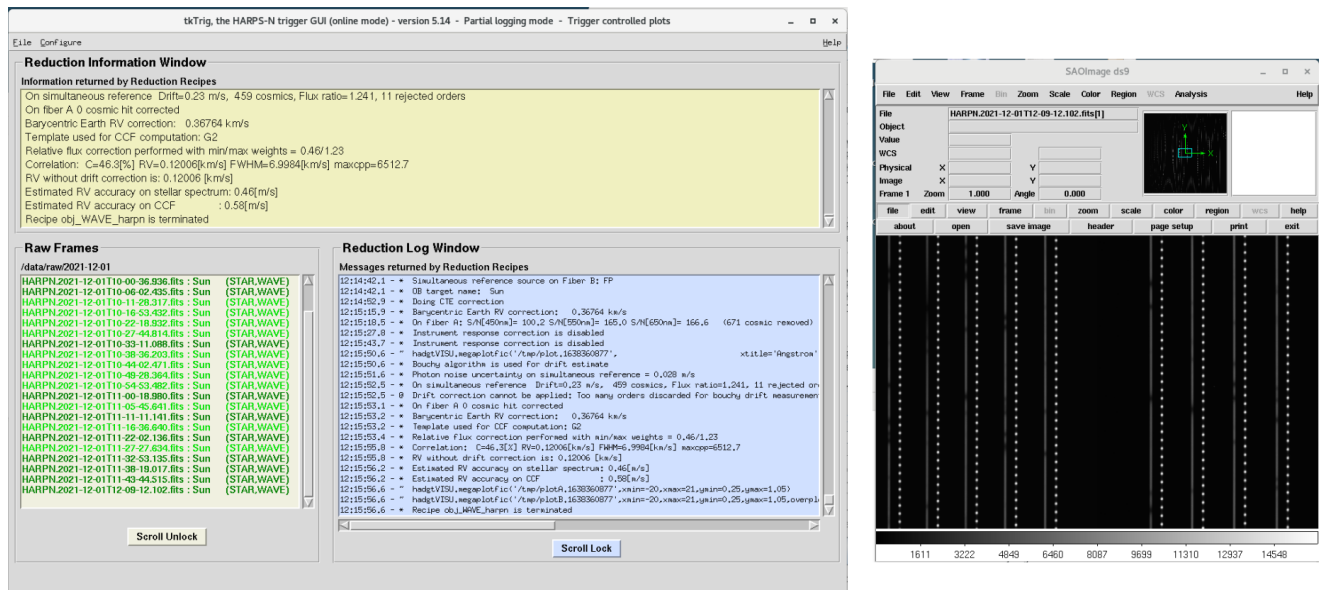 tkTrig, the HARPS-N trigger GUI (online mode) - version 5.14 - Partial logging mode - Trigger controlled plots
File Configure Help
Reduction Information Window
Information returned by Reduction Recipes
On simultaneous reference Drift=0.23 m/s, 459 cosmics, Flux ratio=1.241, 11 rejected orders
On fiber A 0 cosmic hit corrected
Barycentric Earth RV correction: 0.36764 km/s
Template used for CCF computation: G2
Relative flux correction performed with min/max weights = 0.46/1.23
Correlation: C=46.3[%] RV=0.12006[km/s] FWHM=6.9984[km/s] maxcpp=6512.7
RV without drift correction is: 0.12006 [km/s]
Estimated RV accuracy on stellar spectrum: 0.46[m/s]
Estimated RV accuracy on CCF : 0.58[m/s]
Recipe obj_WAVE_harpn is terminated
Raw Frames
/data/raw/2021-12-01
HARPN.2021-12-01T10-00-36.936.fits : Sun (STAR,WAVE)
HARPN.2021-12-01T10-06-02.435.fits : Sun (STAR,WAVE)
HARPN.2021-12-01T10-11-28.317.fits : Sun (STAR,WAVE)
HARPN.2021-12-01T10-16-53.432.fits : Sun (STAR,WAVE)
HARPN.2021-12-01T10-22-18.932.fits : Sun (STAR,WAVE)
HARPN.2021-12-01T10-27-44.814.fits : Sun (STAR,WAVE)
HARPN.2021-12-01T10-33-11.088.fits : Sun (STAR,WAVE)
HARPN.2021-12-01T10-38-36.203.fits : Sun (STAR,WAVE)
HARPN.2021-12-01T10-44-02.471.fits : Sun (STAR,WAVE)
HARPN.2021-12-01T10-49-28.364.fits : Sun (STAR,WAVE)
HARPN.2021-12-01T10-54-53.482.fits : Sun (STAR,WAVE)
HARPN.2021-12-01T11-00-18.980.fits : Sun (STAR,WAVE)
HARPN.2021-12-01T11-05-45.641.fits : Sun (STAR,WAVE)
HARPN.2021-12-01T11-11-11.141.fits : Sun (STAR,WAVE)
HARPN.2021-12-01T11-16-36.640.fits : Sun (STAR,WAVE)
HARPN.2021-12-01T11-22-02.136.fits : Sun (STAR,WAVE)
HARPN.2021-12-01T11-27-27.634.fits : Sun (STAR,WAVE)
HARPN.2021-12-01T11-32-53.135.fits : Sun (STAR,WAVE)
HARPN.2021-12-01T11-38-19.017.fits : Sun (STAR,WAVE)
HARPN.2021-12-01T11-43-44.515.fits : Sun (STAR,WAVE)
HARPN.2021-12-01T12-09-12.102.fits : Sun (STAR,WAVE)
Scroll Unlock
Reduction Log Window
Messages returned by Reduction Recipes
12:14:42.1 - * Simultaneous reference source on Fiber B: FP
12:14:42.1 - * OB target name: Sun
12:14:52.9 - * Doing CTE correction
12:15:15.9 - * Barycentric Earth RV correction: 0.36764 km/s
12:15:18.5 - * On fiber A: S/N[450nm]= 100.2 S/N[550nm]= 165.0 S/N[650nm]= 166.6 (671 cosmic removed)
12:15:27.8 - * Instrument response correction is disabled
12:15:43.7 - * Instrument response correction is disabled
12:15:50.6 - " hadgtVISU.megaplotfic('/tmp/plot.1638360877', xtitle='Angstrom'
12:15:50.6 - * Bouchy algorithm is used for drift estimate
12:15:51.6 - * Photon noise uncertainty on simultaneous reference = 0.028 m/s
12:15:52.5 - * On simultaneous reference Drift=0.23 m/s, 459 cosmics, Flux ratio=1.241, 11 rejected or
12:15:52.5 - @ Drift correction cannot be applied: Too many orders discarded for bouchy drift measuremen
12:15:53.1 - * On fiber A 0 cosmic hit corrected
12:15:53.2 - * Barycentric Earth RV correction: 0.36764 km/s
12:15:53.2 - * Template used for CCF computation: G2
12:15:53.4 - * Relative flux correction performed with min/max weights = 0.46/1.23
12:15:55.8 - * Correlation: C=46.3[%] RV=0.12006[km/s] FWHM=6.9984[km/s] maxcpp=6512.7
12:15:55.8 - * RV without drift correction is: 0.12006 [km/s]
12:15:56.2 - * Estimated RV accuracy on stellar spectrum: 0.46[m/s]
12:15:56.2 - * Estimated RV accuracy on CCF : 0.58[m/s]
12:15:56.6 - " hadgtVISU.megaplotfic('/tmp/plotA.1638360877',xmin=-20,xmax=21,ymin=0.25,ymax=1.05)
12:15:56.6 - " hadgtVISU.megaplotfic('/tmp/plotB.1638360877',xmin=-20,xmax=21,ymin=0.25,ymax=1.05,overpl
12:15:56.6 - * Recipe obj_WAVE_harpn is terminated
Scroll Lock
SAOImage ds9
File Edit View Frame Bin Zoom Scale Color Region WCS Analysis Help
File HARPN.2021-12-01T12-09-12.102.fits[1]
Object
Value
WCS
Physical X Y
Image X Y
Frame 1 Zoom 1.000 Angle 0.000
Y
X
file edit view frame bin zoom scale color region wcs help
about open save image header page setup print exit
1611 3222 4849 6460 8087 9699 11310 12937 14548